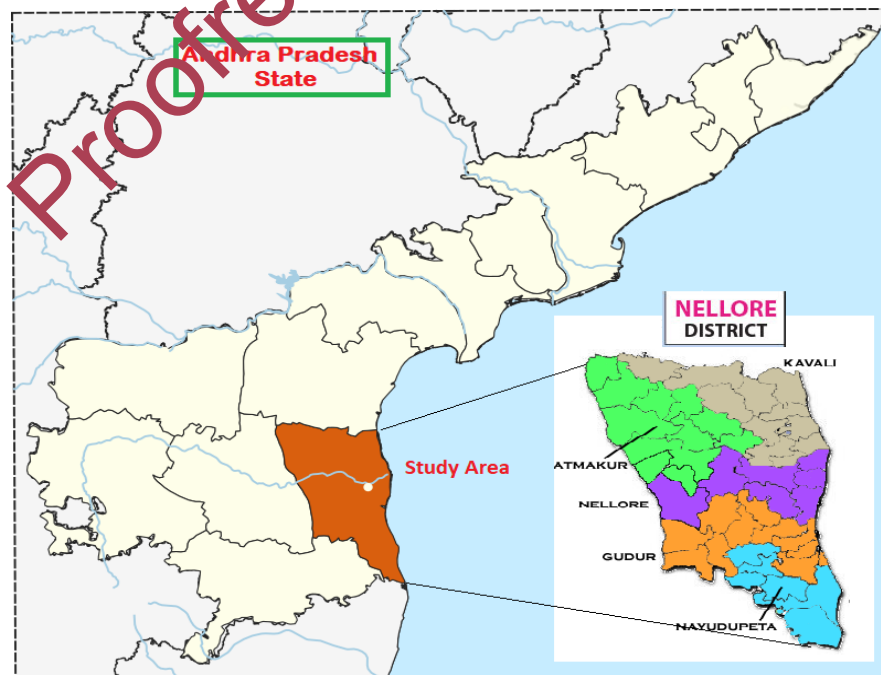 Proofre
Andhra Pradesh
State
NELLORE
DISTRICT
KAVALI
Study Area
ATMAKUR
NELLORE
GUDUR
NAYUDUPETA